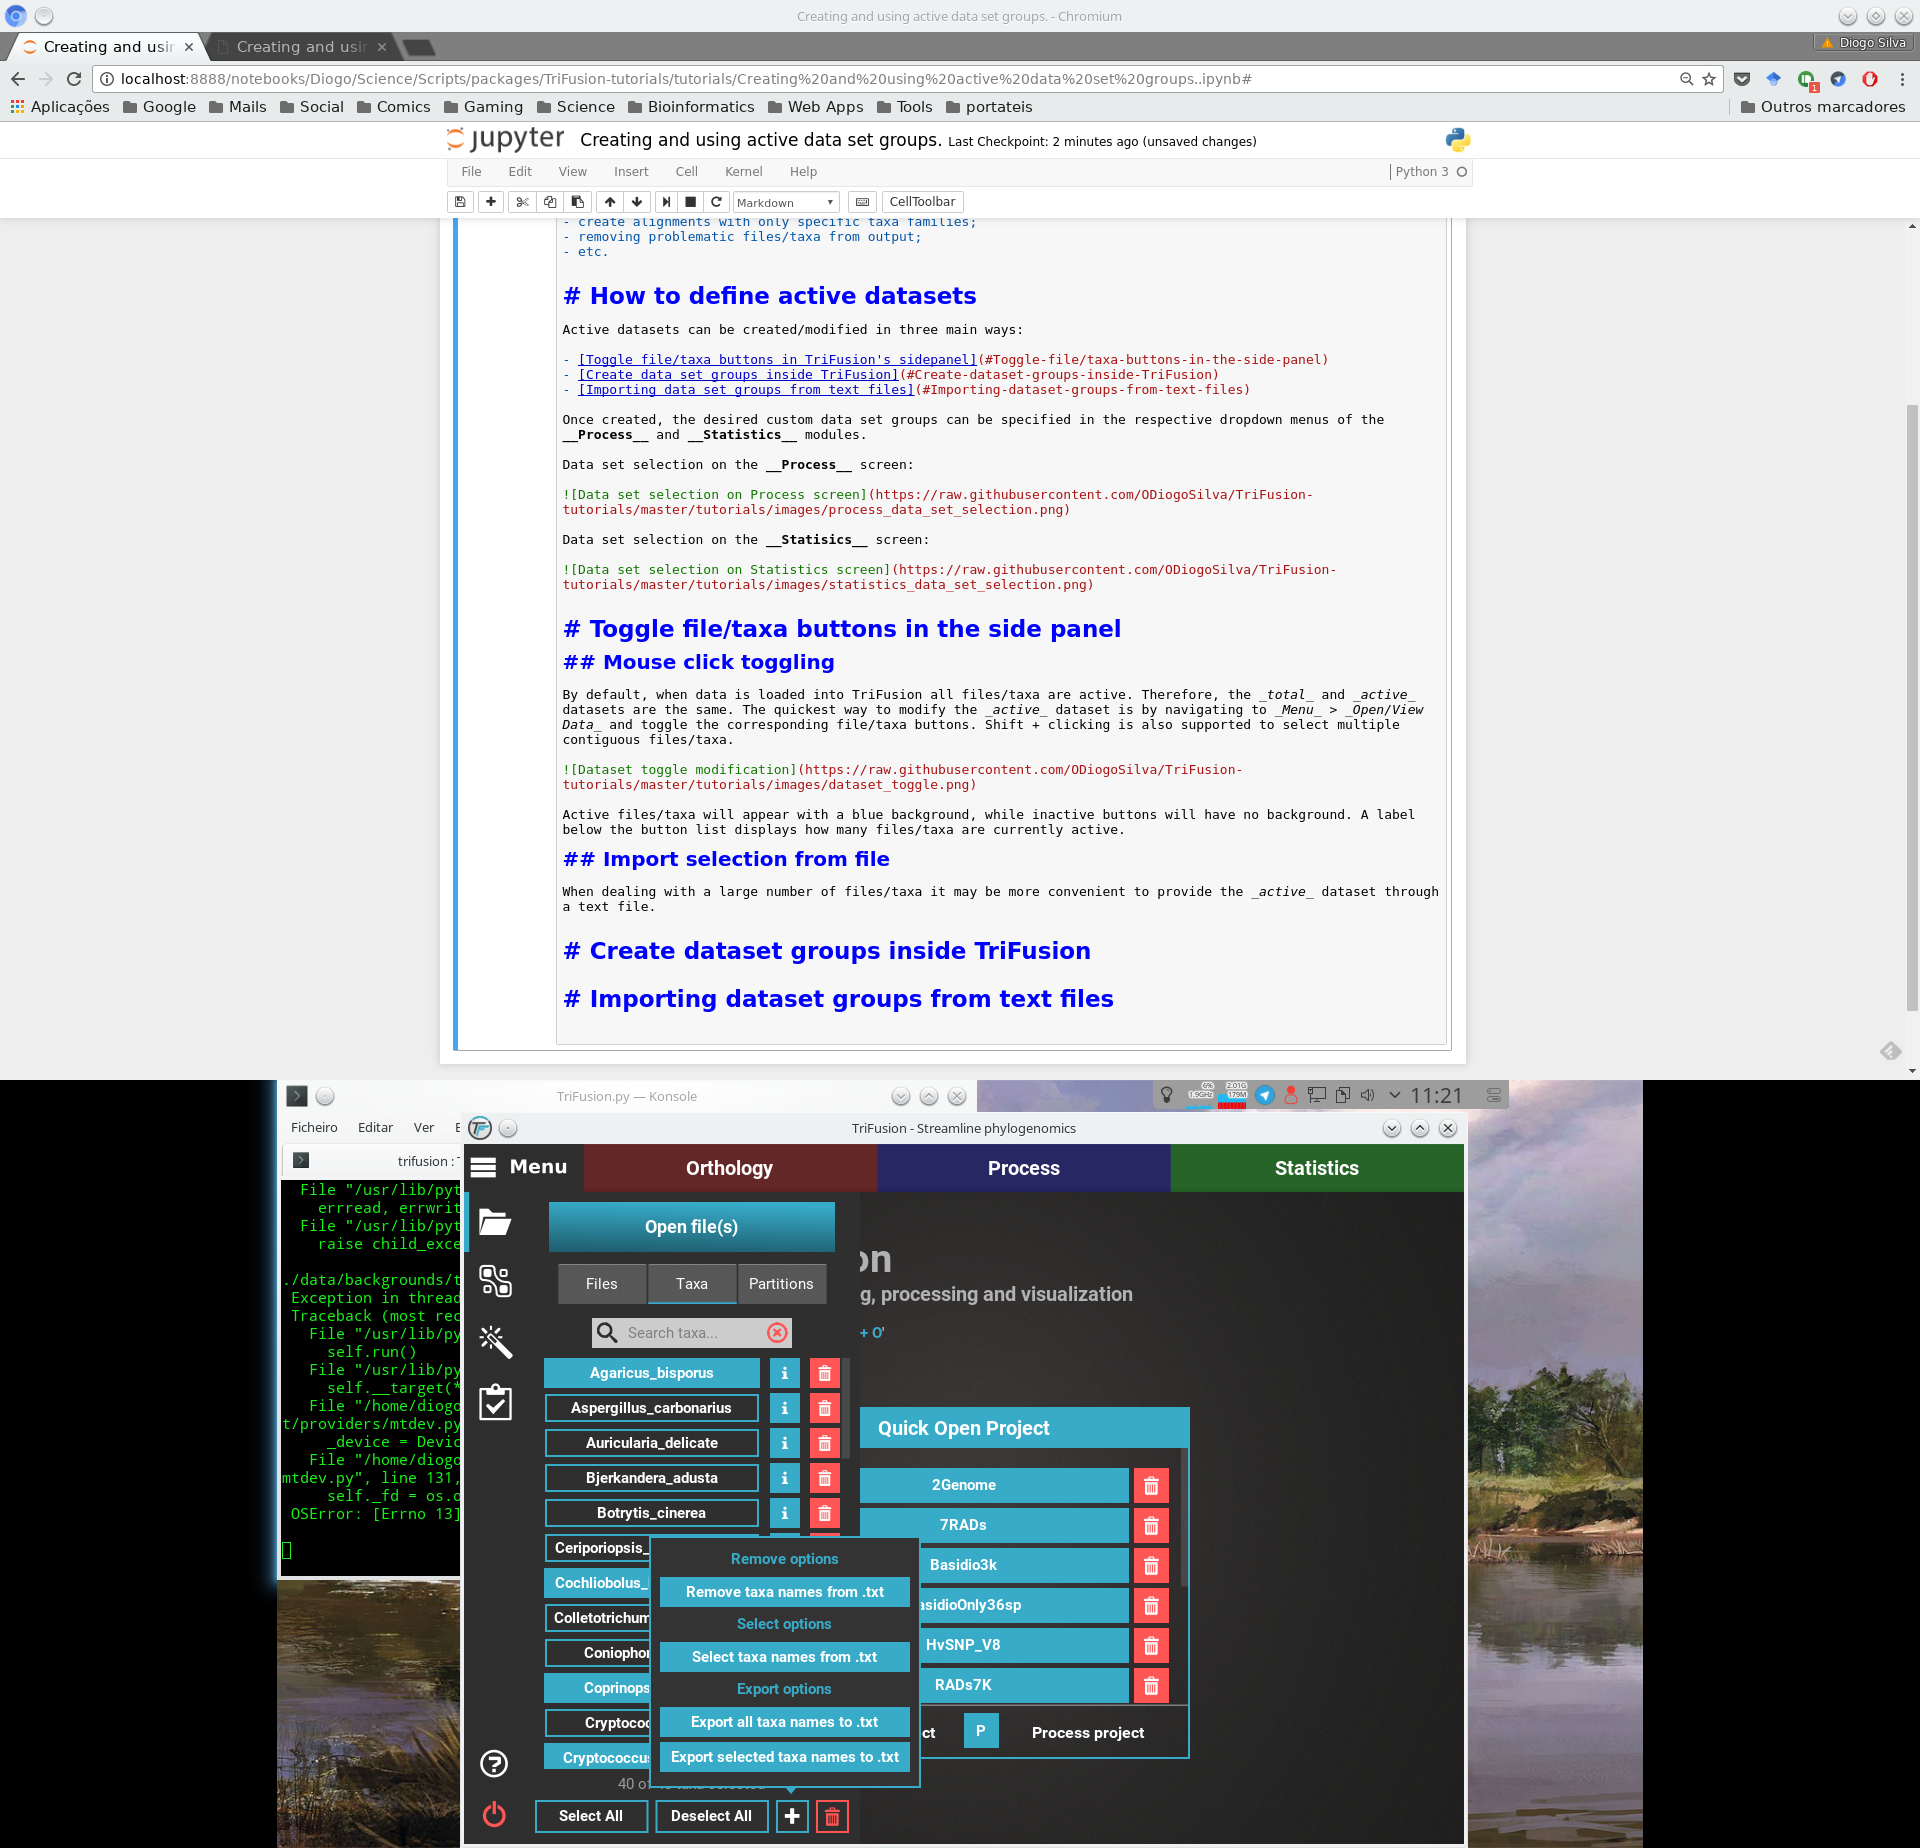 Creating and using active data set groups. - Chromium
Creating and usin
Creating and usin
Diogo Silva
localhost:8888/notebooks/Diogo/Science/Scripts/packages/TriFusion-tutorials/tutorials/Creating%20and%20using%20active%20data%20set%20groups..ipynb#
1
Aplicações Google Mails Social Comics Gaming Science Bioinformatics Web Apps Tools portateis Outros marcadores
jupyter Creating and using active data set groups. Last Checkpoint: 2 minutes ago (unsaved changes)
File Edit View Insert Cell Kernel Help Python 3
Markdown CellToolbar
- create alignments with only specific taxa families;
- removing problematic files/taxa from output;
- etc.
# How to define active datasets
Active datasets can be created/modified in three main ways:
- [Toggle file/taxa buttons in TriFusion's sidepanel](#Toggle-file/taxa-buttons-in-the-side-panel)
- [Create data set groups inside TriFusion](#Create-dataset-groups-inside-TriFusion)
- [Importing data set groups from text files](#Importing-dataset-groups-from-text-files)
Once created, the desired custom data set groups can be specified in the respective dropdown menus of the
__Process__ and __Statistics__ modules.
Data set selection on the __Process__ screen:
![Data set selection on Process screen](https://raw.githubusercontent.com/ODiogoSilva/TriFusion-
tutorials/master/tutorials/images/process_data_set_selection.png)
Data set selection on the __Statisics__ screen:
![Data set selection on Statistics screen](https://raw.githubusercontent.com/ODiogoSilva/TriFusion-
tutorials/master/tutorials/images/statistics_data_set_selection.png)
# Toggle file/taxa buttons in the side panel
## Mouse click toggling
By default, when data is loaded into TriFusion all files/taxa are active. Therefore, the _total_ and _active_
datasets are the same. The quickest way to modify the _active_ dataset is by navigating to _Menu_ > _Open/View
Data_ and toggle the corresponding file/taxa buttons. Shift + clicking is also supported to select multiple
contiguous files/taxa.
![Dataset toggle modification](https://raw.githubusercontent.com/ODiogoSilva/TriFusion-
tutorials/master/tutorials/images/dataset_toggle.png)
Active files/taxa will appear with a blue background, while inactive buttons will have no background. A label
below the button list displays how many files/taxa are currently active.
## Import selection from file
When dealing with a large number of files/taxa it may be more convenient to provide the _active_ dataset through
a text file.
# Create dataset groups inside TriFusion
# Importing dataset groups from text files
TriFusion.py — Konsole
6% 2.01G
1.9GHz 179M
11:21
Ficheiro Editar Ver E
trifusion : T
File "/usr/lib/pyt
errread, errwrit
File "/usr/lib/pyt
raise child_exce
./data/backgrounds/t
Exception in thread
Traceback (most rec
File "/usr/lib/py
self.run()
File "/usr/lib/py
self.__target(*
File "/home/diogo
t/providers/mtdev.py
_device = Devic
File "/home/diogo
mtdev.py", line 131,
self._fd = os.o
OSError: [Errno 13]
TriFusion - Streamline phylogenomics
Menu Orthology Process Statistics
Open file(s)
Files Taxa Partitions
Search taxa...
Agaricus_bisporus i
Aspergillus_carbonarius i
Auricularia_delicate i
Bjerkandera_adusta i
Botrytis_cinerea i
Ceriporiopsis_
Cochliobolus_
Colletotrichum
Coniophor
Coprinops
Cryptococ
Cryptococcus
40 of
Select All Deselect All
Remove options
Remove taxa names from .txt
Select options
Select taxa names from .txt
Export options
Export all taxa names to .txt
Export selected taxa names to .txt
on
g, processing and visualization
+ O'
Quick Open Project
2Genome
7RADs
Basidio3k
asidioOnly36sp
HvSNP_V8
RADs7K
ct P Process project